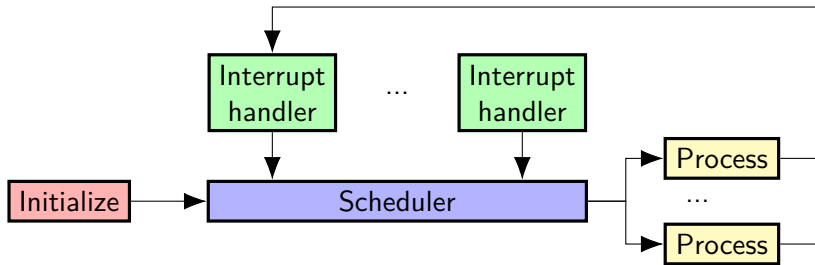 Interrupt
handler
...
Interrupt
handler
Process
Initialize
Scheduler
...
Process